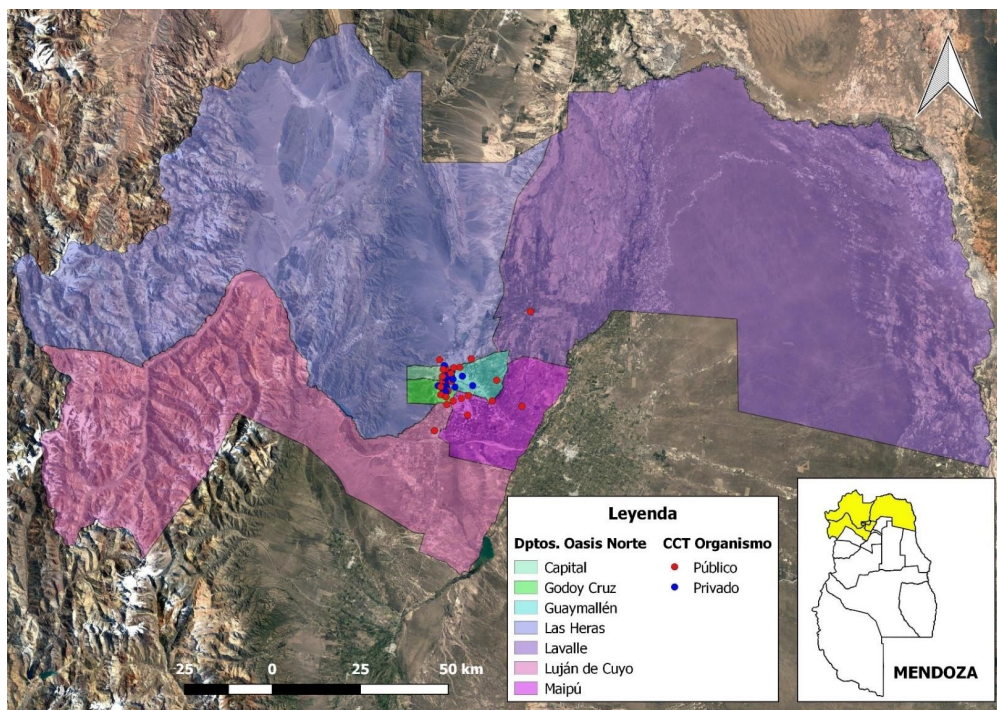 Leyenda
Dptos. Oasis Norte CCT Organismo
Capital Público
Godoy Cruz Privado
Guaymallén
Las Heras
Lavalle
Luján de Cuyo
Maipú
25 0 25 50 km
MENDOZA